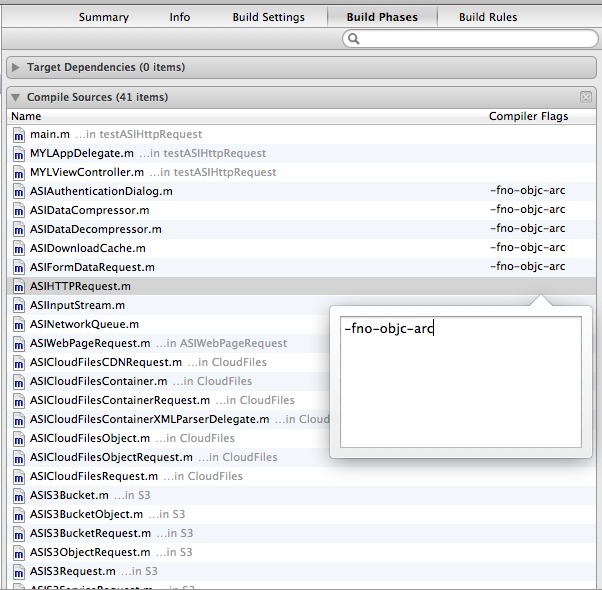 Summary Info Build Settings Build Phases Build Rules
Target Dependencies (0 items)
Compile Sources (41 items)
Name Compiler Flags
main.m ...in testASIHttpRequest
MYLAppDelegate.m ...in testASIHttpRequest
MYLViewController.m ...in testASIHttpRequest
ASIAuthenticationDialog.m -fno-objc-arc
ASIDataCompressor.m -fno-objc-arc
ASIDataDecompressor.m -fno-objc-arc
ASIDownloadCache.m -fno-objc-arc
ASIFormDataRequest.m -fno-objc-arc
ASIHTTPRequest.m
ASIInputStream.m
-fno-objc-arc
ASINetworkQueue.m
ASIWebPageRequest.m ...in ASIWebPageRequest
ASICloudFilesCDNRequest.m ...in CloudFiles
ASICloudFilesContainer.m ...in CloudFiles
ASICloudFilesContainerRequest.m ...in CloudFiles
ASICloudFilesContainerXMLParserDelegate.m ...in Cloud
ASICloudFilesObject.m ...in CloudFiles
ASICloudFilesObjectRequest.m ...in CloudFiles
ASICloudFilesRequest.m ...in CloudFiles
ASIS3Bucket.m ...in S3
ASIS3BucketObject.m ...in S3
ASIS3BucketRequest.m ...in S3
ASIS3ObjectRequest.m ...in S3
ASIS3Request.m ...in S3
ASIS3ServiceRequest.m ...in S3